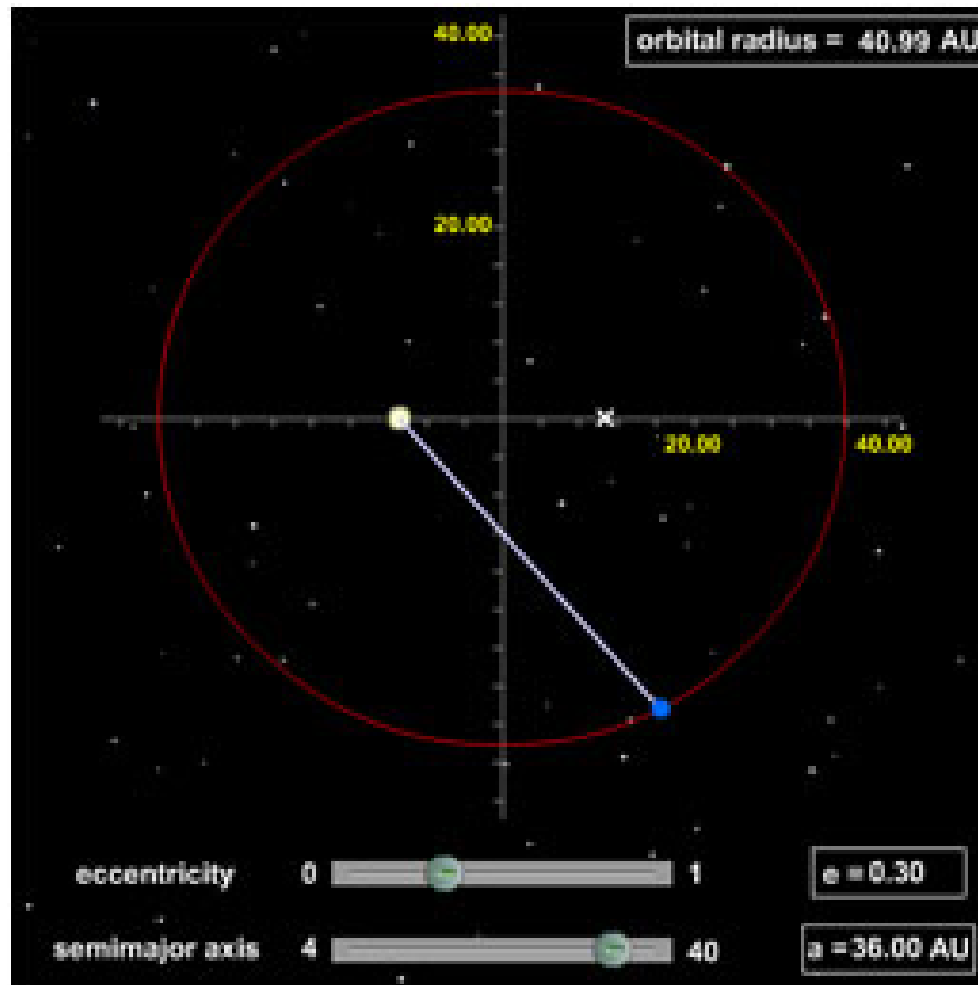 40.00
orbital radius = 40.99 AU
20.00
20.00
40.00
eccentricity 0 1 e = 0.30
semimajor axis 4 40 a = 36.00 AU